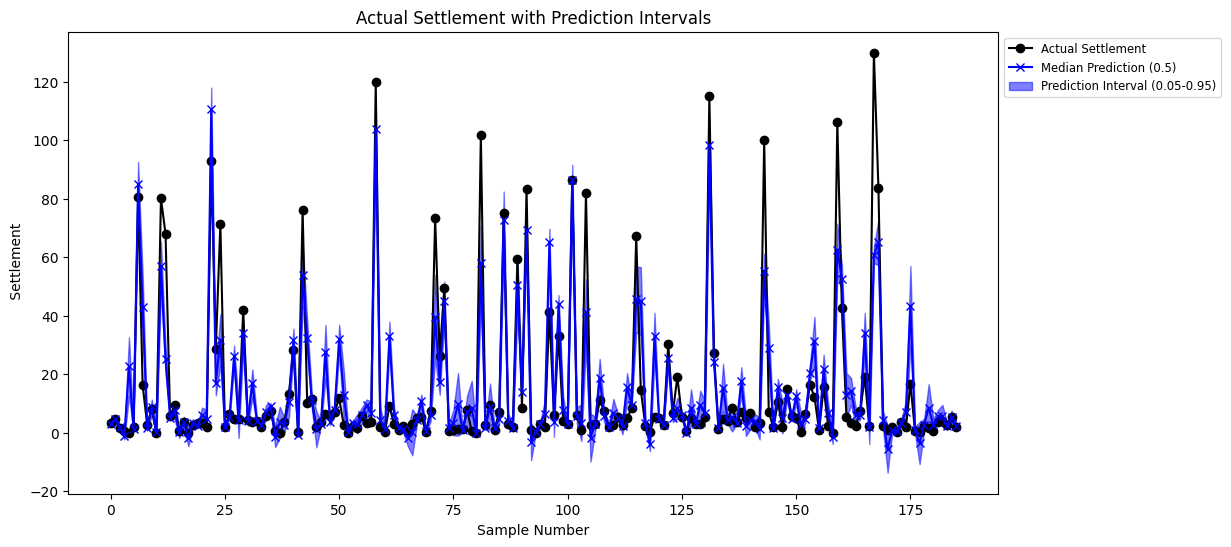 Actual Settlement with Prediction Intervals
Actual Settlement
Median Prediction (0.5)
Prediction Interval (0.05-0.95)
Settlement
120
100
80
60
40
20
0
−20
0
25
50
75
100
125
150
175
Sample Number